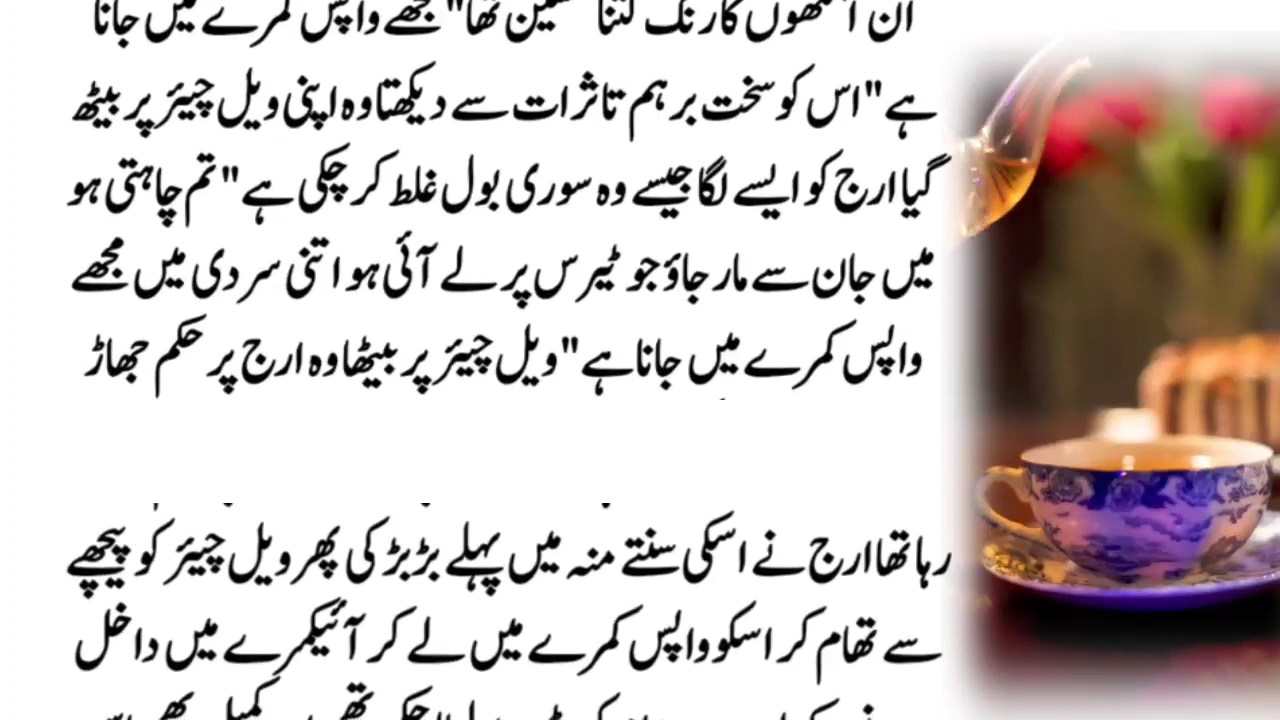 ان آنکھوں کا رنگ کتنا حسین تھا" مجھے واپس کمرے میں جانا
ہے" اس کو سخت برہم تاثرات سے دیکھتا وہ اپنی ویل چیئر پر بیٹھ
گیا ارج کو ایسے لگا جیسے وہ سوری بول غلط کر چکی ہے" تم چاہتی ہو
میں جان سے مار جاؤ جو ٹیرس پر لے آئی ہو اتنی سردی میں مجھے
واپس کمرے میں جانا ہے" ویل چیئر پر بیٹھا وہ ارج پر حکم جھاڑ
رہا تھا ارج نے اسکی سنتے منہ میں پہلے بڑبڑ کی پھر ویل چیئر کو پیچھے
سے تھام کر اسکو واپس کمرے میں لے کر آئیکمرے میں داخل